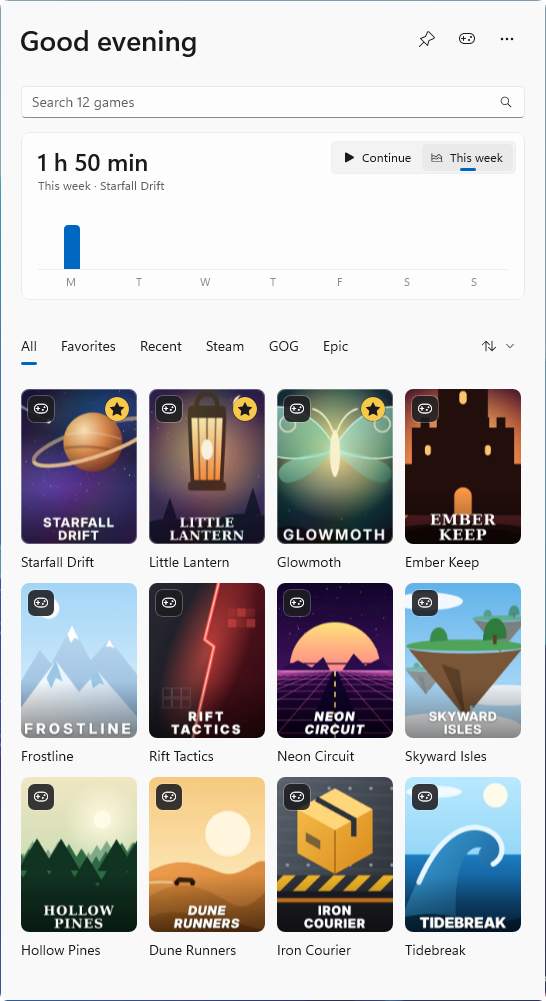 Good evening
Search 12 games
1 h 50 min
This week · Starfall Drift
Continue
This week
M T W T F S S
All Favorites Recent Steam GOG Epic
STARFALL
DRIFT
LITTLE
LANTERN
GLOWMOTH
EMBER
KEEP
Starfall Drift
Little Lantern
Glowmoth
Ember Keep
FROSTLINE
RIFT
TACTICS
NEON
CIRCUIT
SKYWARD
ISLES
Frostline
Rift Tactics
Neon Circuit
Skyward Isles
HOLLOW
PINES
DUNE
RUNNERS
IRON
COURIER
TIDEBREAK
Hollow Pines
Dune Runners
Iron Courier
Tidebreak